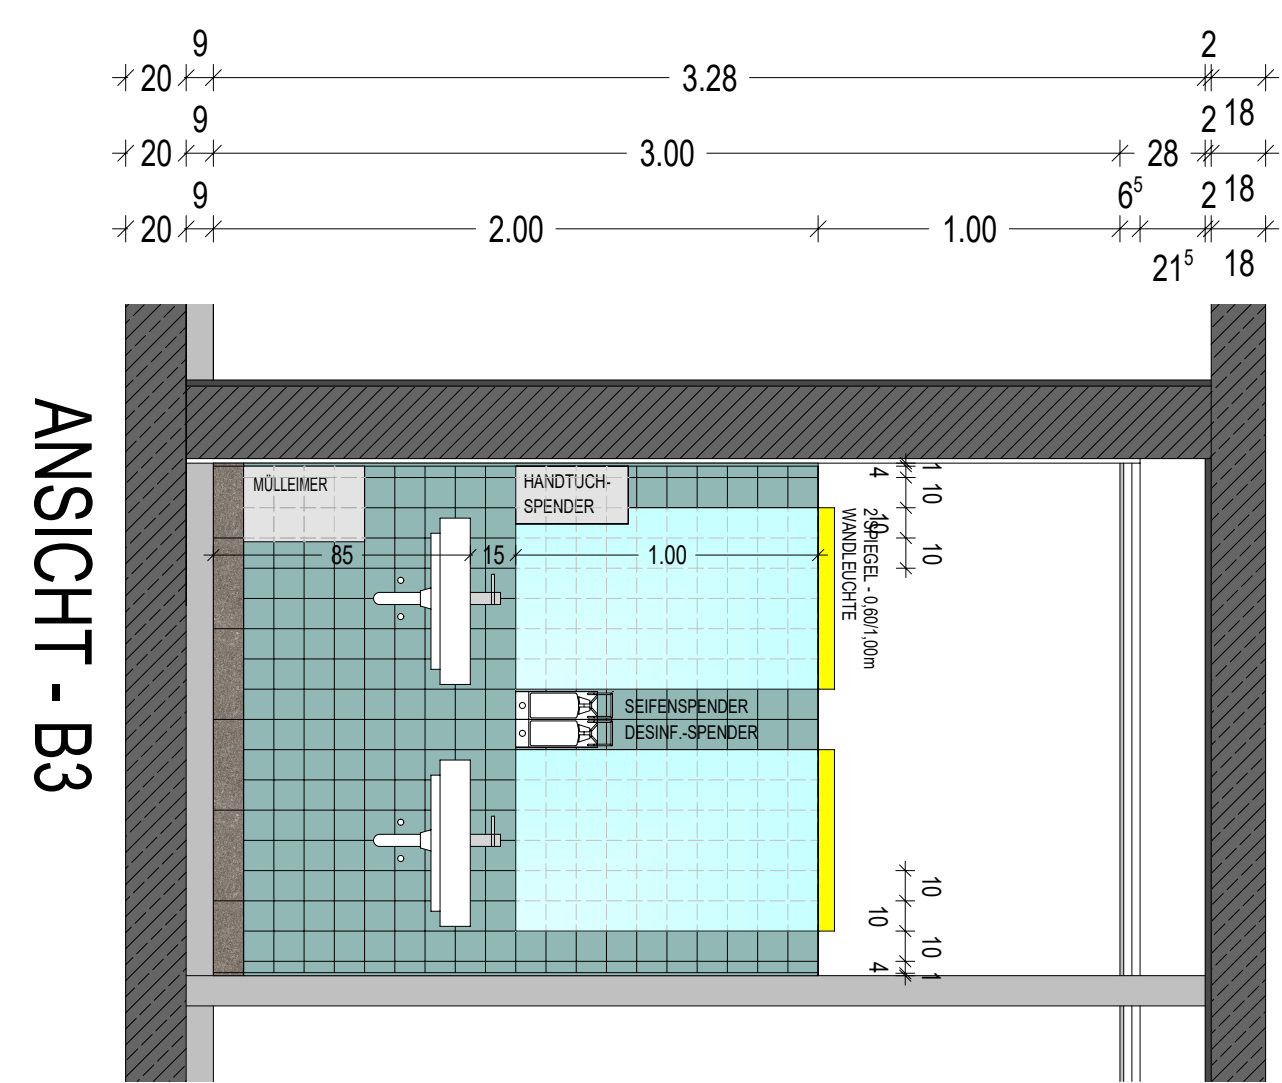 9 2
20 3.28 18
9 2
20 3.00 28 18
9 6⁵ 2
20 2.00 1.00 21⁵ 18
ANSICHT - B3
MÜLLEIMER
HANDTUCH-
SPENDER
85 15 1.00
2 SPIEGEL - 0,60/1,00m
WANDLEUCHTE
1
4
10
10
10
SEIFENSPENDER
DESINF.-SPENDER
10
10
10
4
1